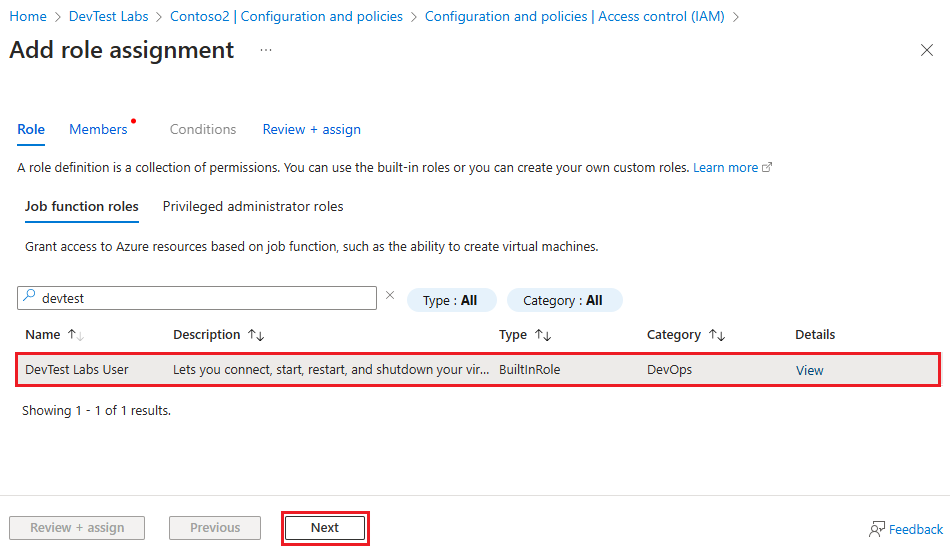 Home > DevTest Labs > Contoso2 | Configuration and policies > Configuration and policies | Access control (IAM) >
Add role assignment ...
Role Members Conditions Review + assign
A role definition is a collection of permissions. You can use the built-in roles or you can create your own custom roles. Learn more
Job function roles Privileged administrator roles
Grant access to Azure resources based on job function, such as the ability to create virtual machines.
devtest Type : All Category : All
Name Description Type Category Details
DevTest Labs User Lets you connect, start, restart, and shutdown your vir... BuiltInRole DevOps View
Showing 1 - 1 of 1 results.
Review + assign Previous Next Feedback